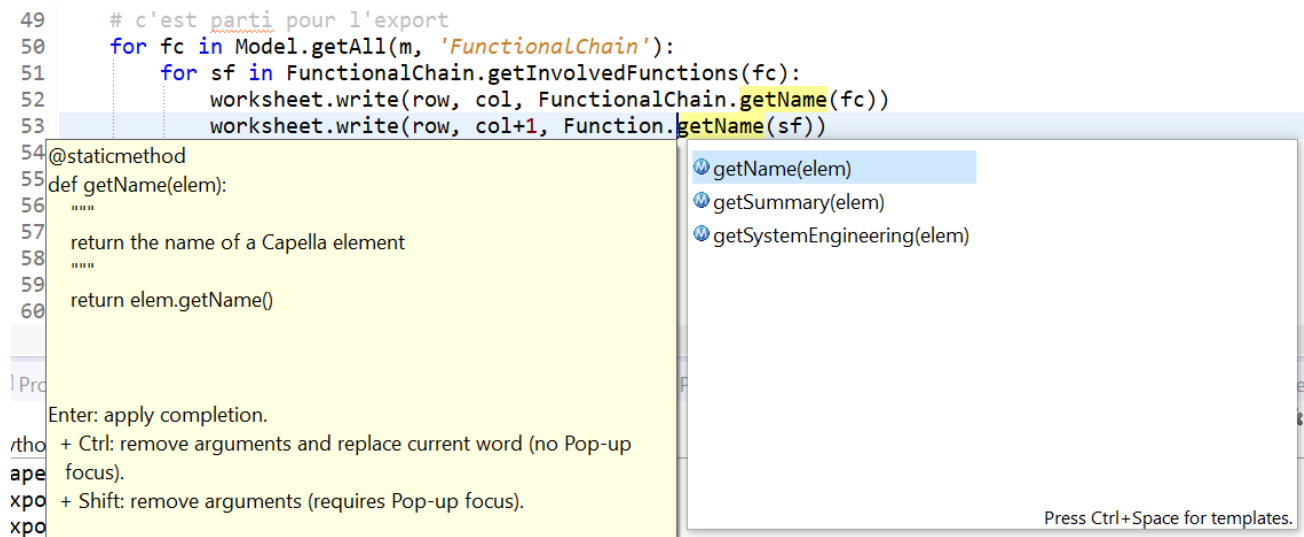 49 # c'est parti pour l'export
50 for fc in Model.getAll(m, 'FunctionalChain'):
51 for sf in FunctionalChain.getInvolvedFunctions(fc):
52 worksheet.write(row, col, FunctionalChain.getName(fc))
53 worksheet.write(row, col+1, Function.getName(sf))
54
55
56
57
58
59
60
@staticmethod
def getName(elem):
"""
return the name of a Capella element
"""
return elem.getName()
Enter: apply completion.
+ Ctrl: remove arguments and replace current word (no Pop-up
focus).
+ Shift: remove arguments (requires Pop-up focus).
getName(elem)
getSummary(elem)
getSystemEngineering(elem)
Press Ctrl+Space for templates.